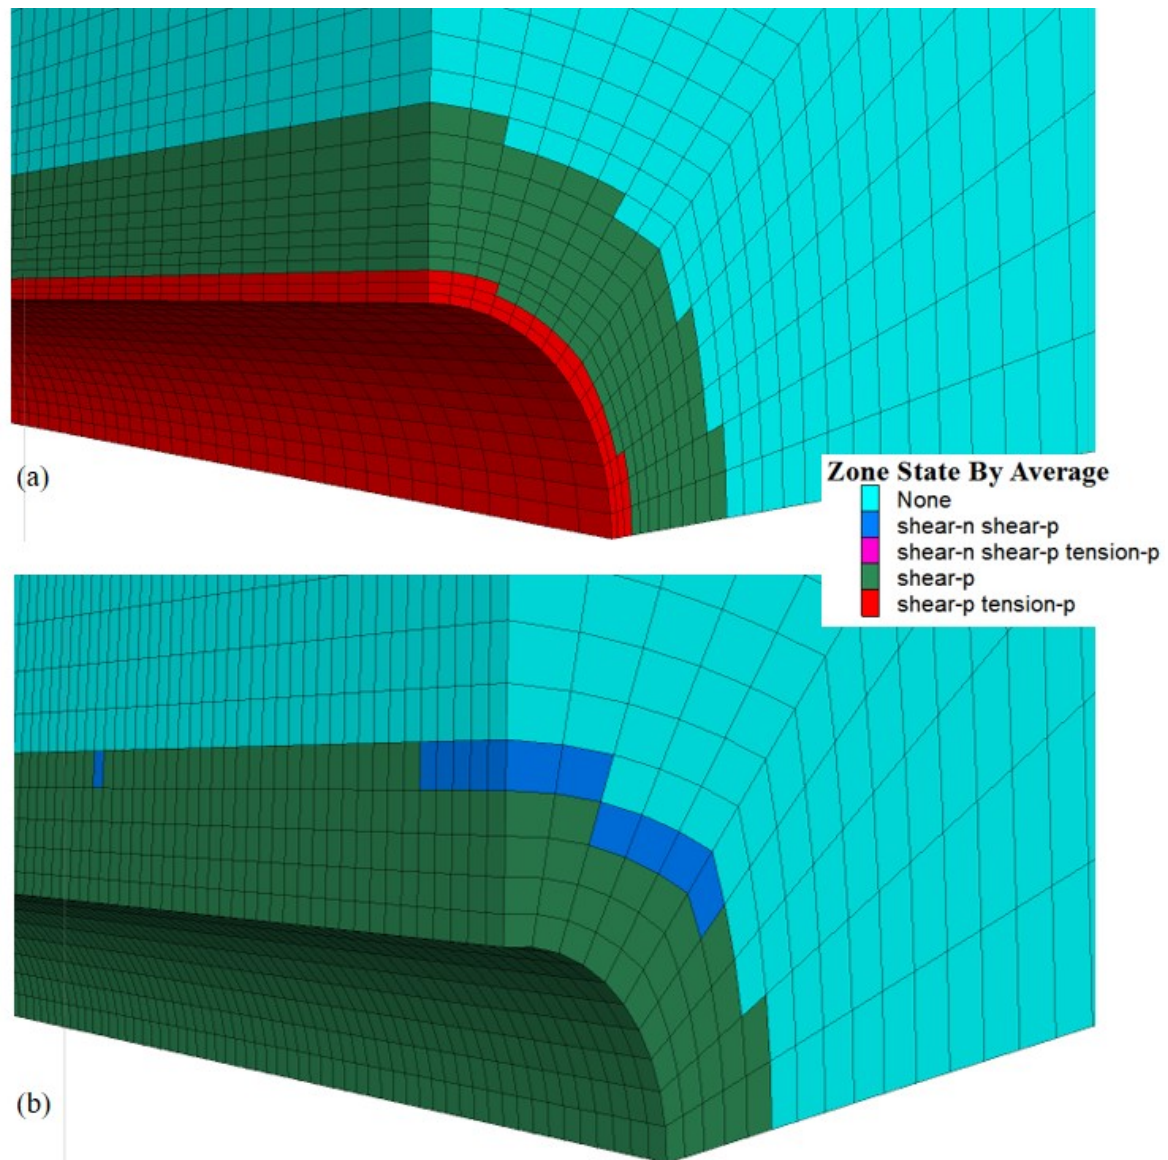 (a)
Zone State By Average
None
shear-n shear-p
shear-n shear-p tension-p
shear-p
shear-p tension-p
(b)